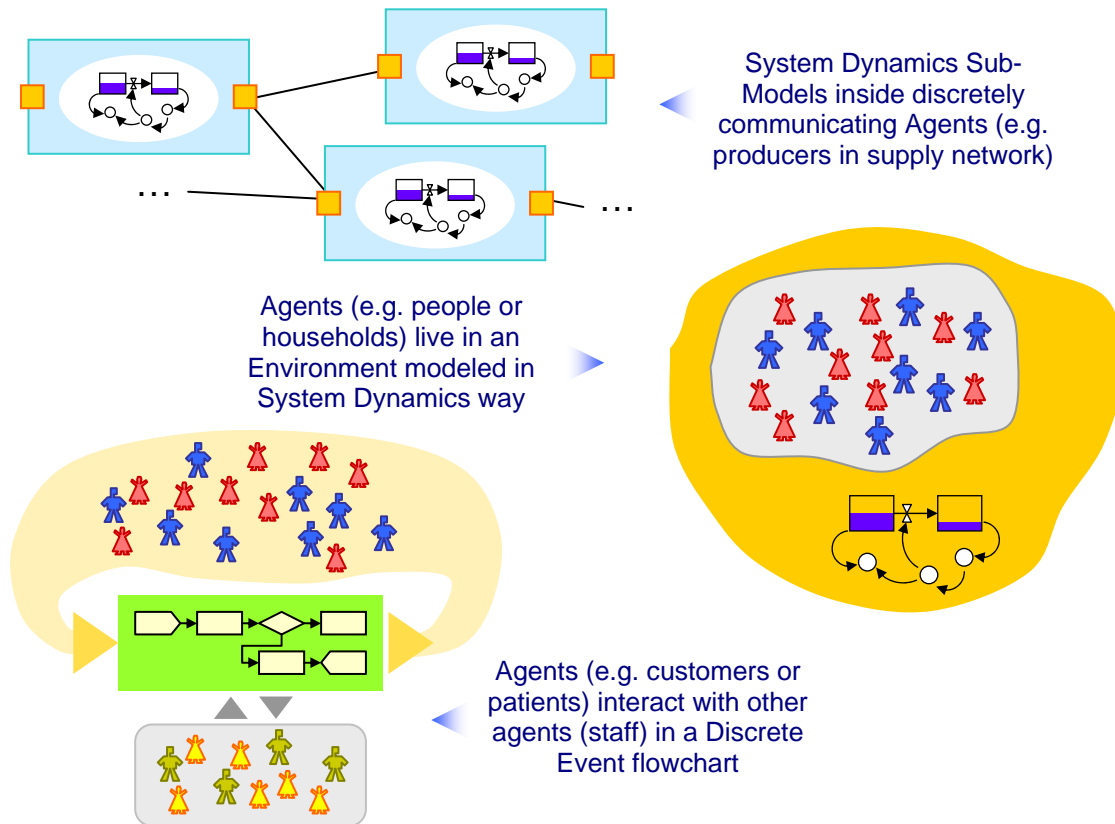 System Dynamics Sub-
Models inside discretely
communicating Agents (e.g.
producers in supply network)
...
...
Agents (e.g. people or
households) live in an
Environment modeled in
System Dynamics way
Agents (e.g. customers or
patients) interact with other
agents (staff) in a Discrete
Event flowchart